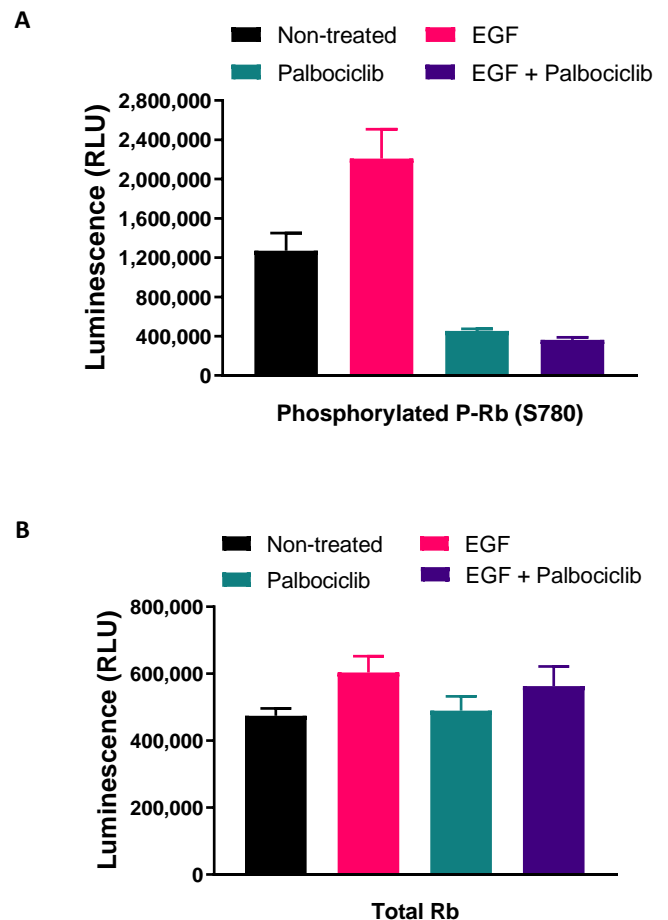 A
Non-treated EGF
Palbociclib EGF + Palbociclib
Luminescence (RLU)
2,800,000
2,400,000
2,000,000
1,600,000
1,200,000
800,000
400,000
0
Phosphorylated P-Rb (S780)
B
Non-treated EGF
Palbociclib EGF + Palbociclib
Luminescence (RLU)
800,000
600,000
400,000
200,000
0
Total Rb